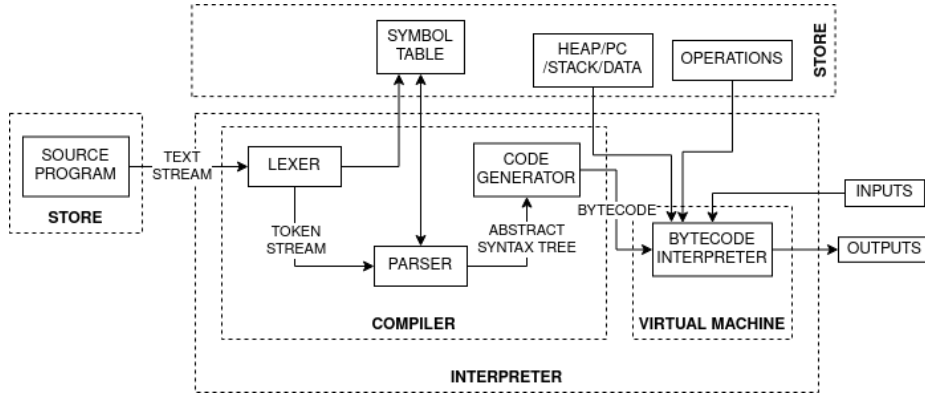 SYMBOL
TABLE
HEAP/PC
/STACK/DATA
OPERATIONS
STORE
SOURCE
PROGRAM
STORE
TEXT
STREAM
LEXER
CODE
GENERATOR
INPUTS
BYTECODE
TOKEN
STREAM
ABSTRACT
SYNTAX TREE
PARSER
BYTECODE
INTERPRETER
OUTPUTS
COMPILER
VIRTUAL MACHINE
INTERPRETER